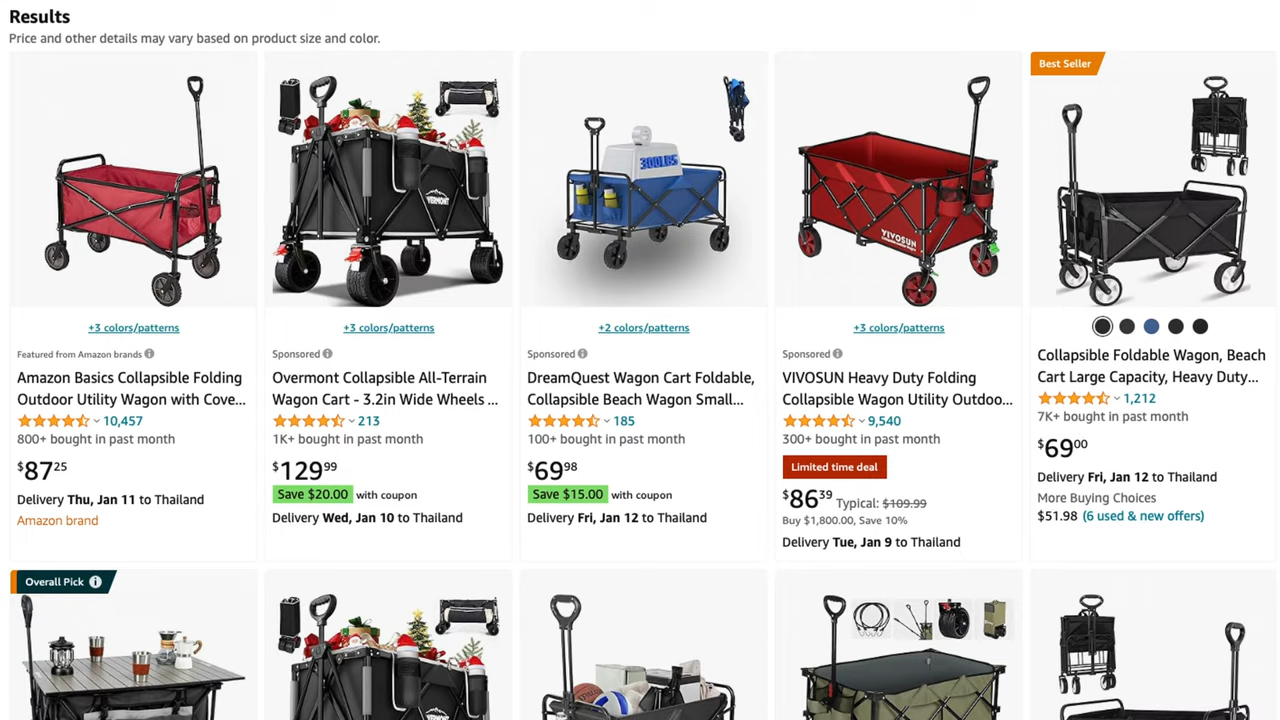 Results
Price and other details may vary based on product size and color.
VERMONT
300LBS
VIVOSUN
Best Seller
+3 colors/patterns
Featured from Amazon brands
Amazon Basics Collapsible Folding
Outdoor Utility Wagon with Cove...
10,457
800+ bought in past month
$87 25
Delivery Thu, Jan 11 to Thailand
Amazon brand
+3 colors/patterns
Sponsored
Overmont Collapsible All-Terrain
Wagon Cart - 3.2in Wide Wheels ...
213
1K+ bought in past month
$129 99
Save $20.00 with coupon
Delivery Wed, Jan 10 to Thailand
+2 colors/patterns
Sponsored
DreamQuest Wagon Cart Foldable,
Collapsible Beach Wagon Small...
185
100+ bought in past month
$69 98
Save $15.00 with coupon
Delivery Fri, Jan 12 to Thailand
+3 colors/patterns
Sponsored
VIVOSUN Heavy Duty Folding
Collapsible Wagon Utility Outdoo...
9,540
300+ bought in past month
Limited time deal
$86 39 Typical: $109.99
Buy $1,800.00, Save 10%
Delivery Tue, Jan 9 to Thailand
Collapsible Foldable Wagon, Beach
Cart Large Capacity, Heavy Duty...
1,212
7K+ bought in past month
$69 00
Delivery Fri, Jan 12 to Thailand
More Buying Choices
$51.98 (6 used & new offers)
Overall Pick
VERMONT